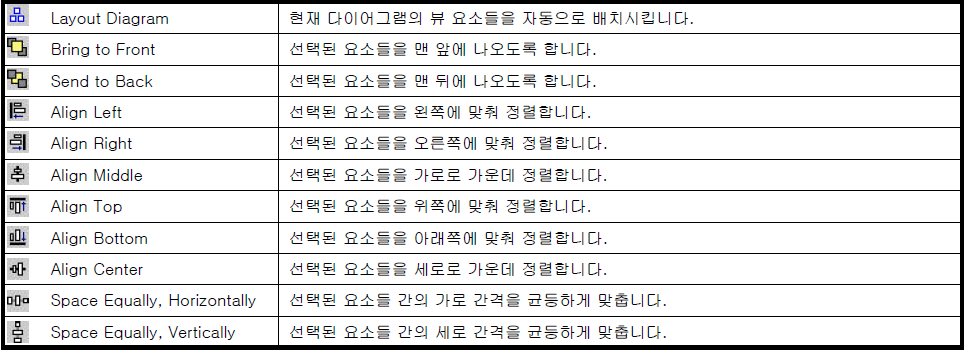 Layout Diagram 현재 다이어그램의 뷰 요소들을 자동으로 배치시킵니다.
Bring to Front 선택된 요소들을 맨 앞에 나오도록 합니다.
Send to Back 선택된 요소들을 맨 뒤에 나오도록 합니다.
Align Left 선택된 요소들을 왼쪽에 맞춰 정렬합니다.
Align Right 선택된 요소들을 오른쪽에 맞춰 정렬합니다.
Align Middle 선택된 요소들을 가로로 가운데 정렬합니다.
Align Top 선택된 요소들을 위쪽에 맞춰 정렬합니다.
Align Bottom 선택된 요소들을 아래쪽에 맞춰 정렬합니다.
Align Center 선택된 요소들을 세로로 가운데 정렬합니다.
Space Equally, Horizontally 선택된 요소들 간의 가로 간격을 균등하게 맞춥니다.
Space Equally, Vertically 선택된 요소들 간의 세로 간격을 균등하게 맞춥니다.